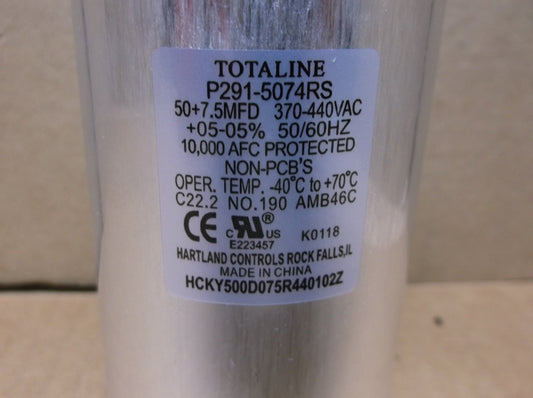 TOTALINE
P291-5074RS
50+7.5MFD 370-440VAC
+05-05% 50/60HZ
10,000 AFC PROTECTED
NON-PCB'S
OPER. TEMP. -40°C to +70°C
C22.2 NO.190 AMB46C
CE c RU® US K0118
E223457
HARTLAND CONTROLS ROCK FALLS,IL
MADE IN CHINA
HCKY500D075R440102Z